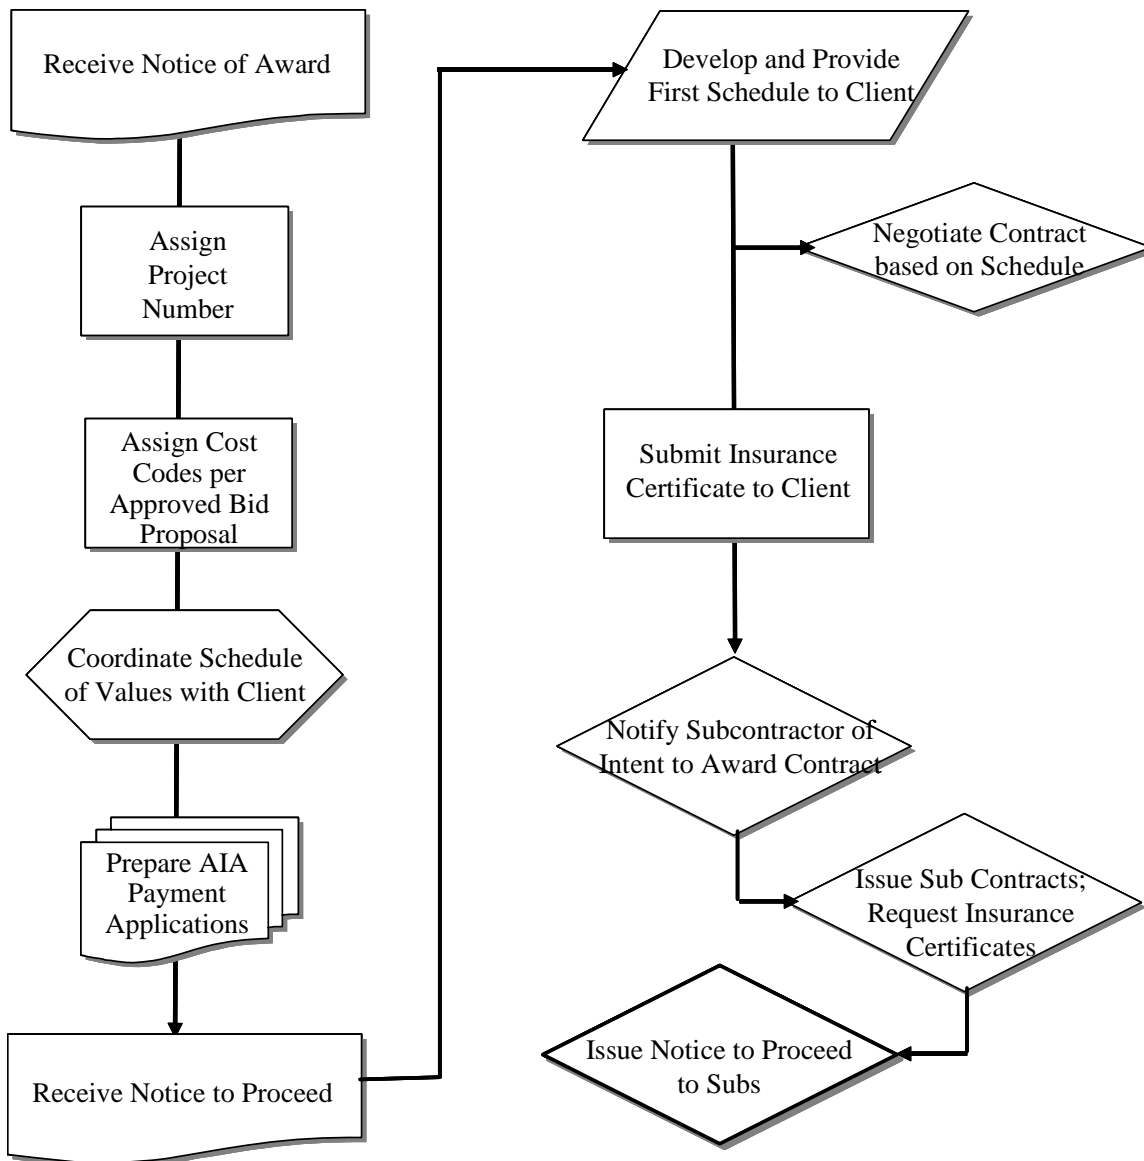 Receive Notice of Award
Assign
Project
Number
Assign Cost
Codes per
Approved Bid
Proposal
Coordinate Schedule
of Values with Client
Prepare AIA
Payment
Applications
Receive Notice to Proceed
Develop and Provide
First Schedule to Client
Negotiate Contract
based on Schedule
Submit Insurance
Certificate to Client
Notify Subcontractor of
Intent to Award Contract
Issue Sub Contracts;
Request Insurance
Certificates
Issue Notice to Proceed
to Subs